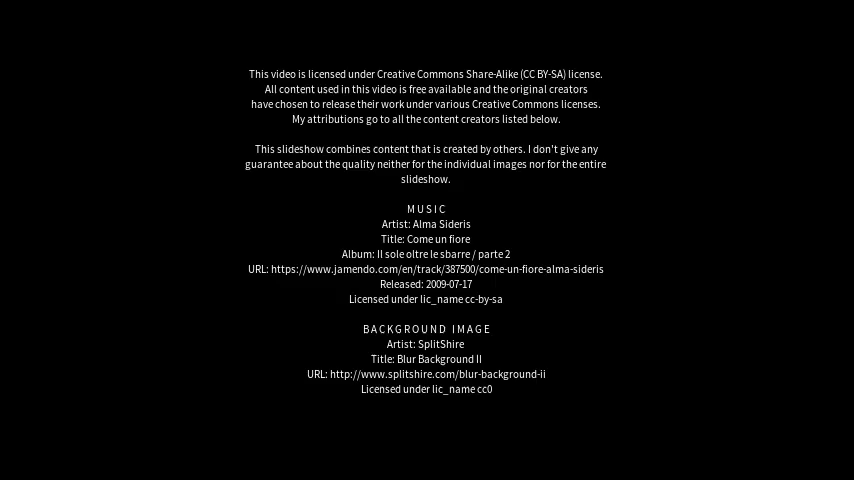 This video is licensed under Creative Commons Share-Alike (CC BY-SA) license.
All content used in this video is free available and the original creators
have chosen to release their work under various Creative Commons licenses.
My attributions go to all the content creators listed below.
This slideshow combines content that is created by others. I don't give any
guarantee about the quality neither for the individual images nor for the entire
slideshow.
MUSIC
Artist: Alma Sideris
Title: Come un fiore
Album: Il sole oltre le sbarre / parte 2
URL: https://www.jamendo.com/en/track/387500/come-un-fiore-alma-sideris
Released: 2009-07-17
Licensed under lic_name cc-by-sa
BACKGROUND IMAGE
Artist: SplitShire
Title: Blur Background II
URL: http://www.splitshire.com/blur-background-ii
Licensed under lic_name cc0